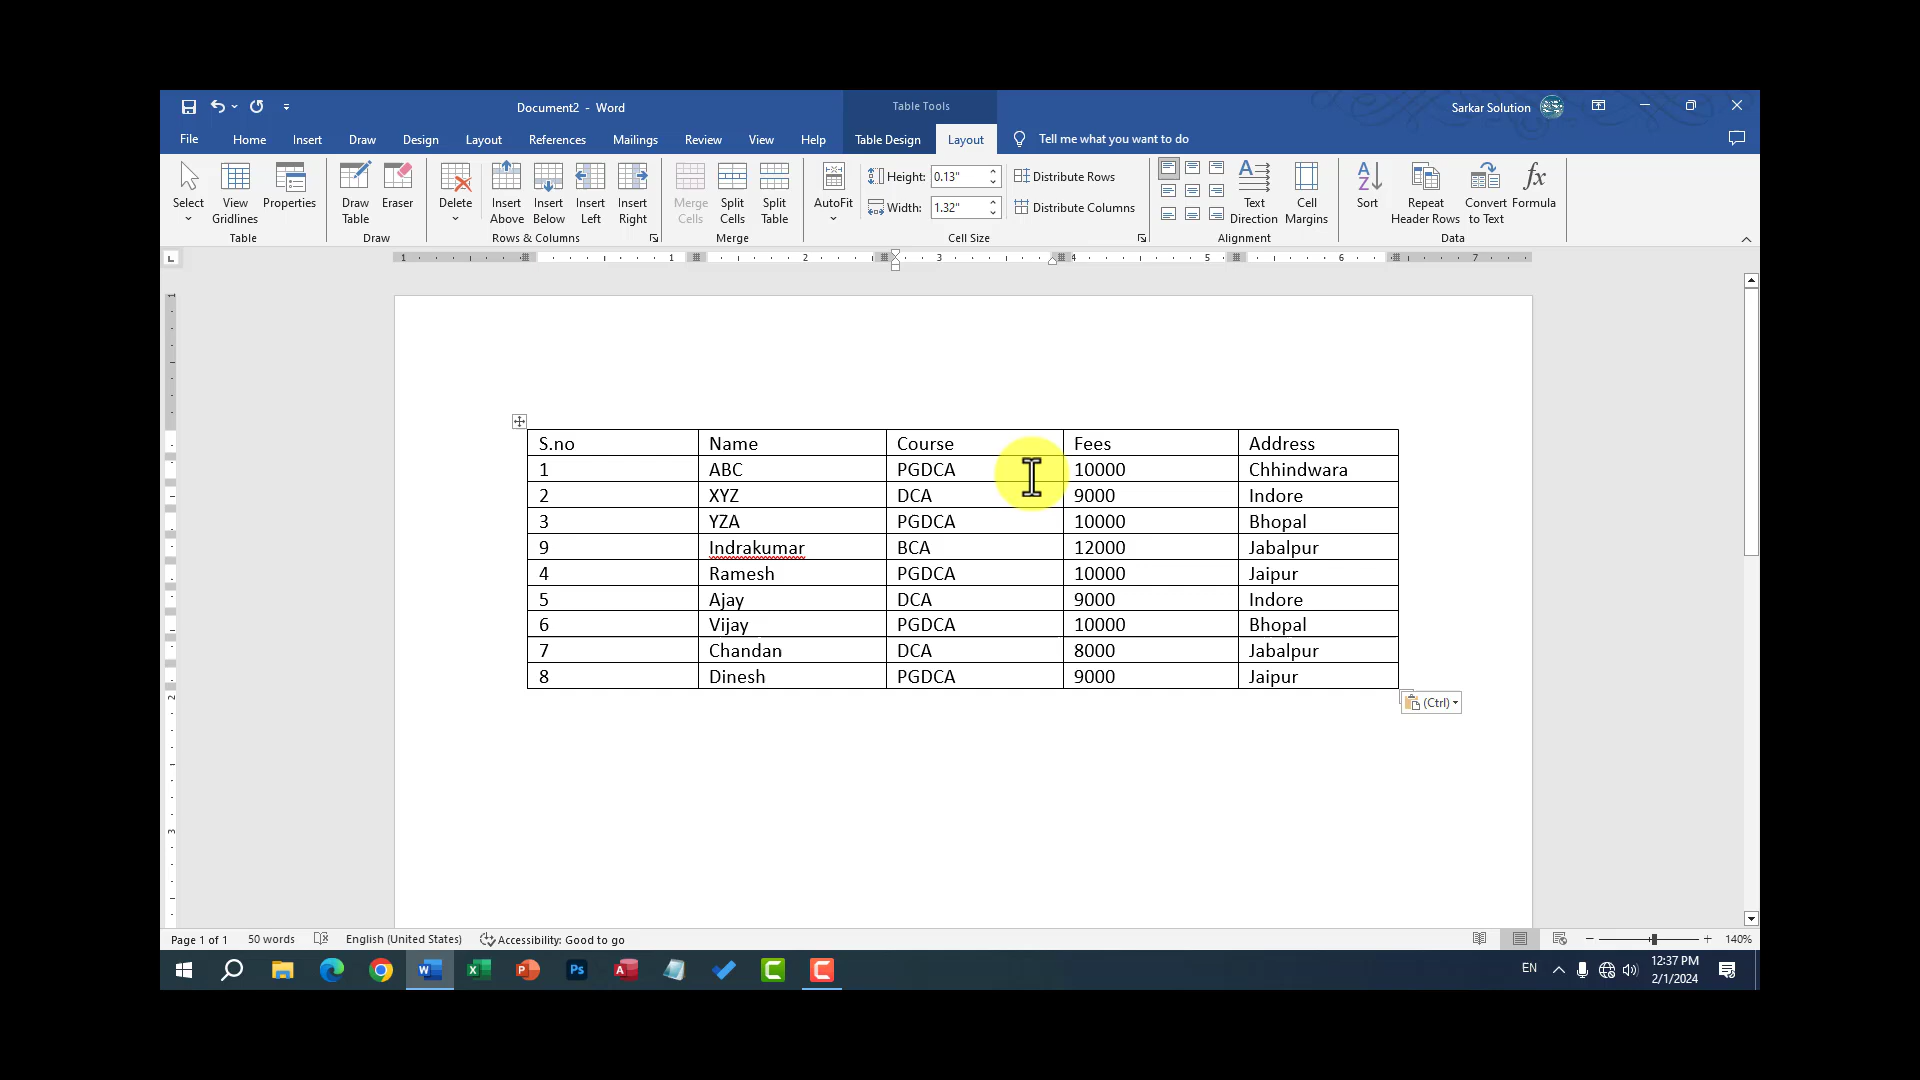 Document2 - Word
Table Tools
Sarkar Solution
File Home Insert Draw Design Layout References Mailings Review View Help Table Design Layout Tell me what you want to do
Select
View Gridlines
Properties
Table
Draw Table
Eraser
Draw
Delete
Insert Above
Insert Below
Insert Left
Insert Right
Rows & Columns
Merge Cells
Split Cells
Split Table
Merge
AutoFit
Height: 0.13"
Width: 1.32"
Distribute Rows
Distribute Columns
Cell Size
Text Direction
Cell Margins
Alignment
Sort
Repeat Header Rows
Convert to Text
Formula
Data
1 1 2 3 4 5 6 7
S.no Name Course Fees Address
1 ABC PGDCA 10000 Chhindwara
2 XYZ DCA 9000 Indore
3 YZA PGDCA 10000 Bhopal
9 Indrakumar BCA 12000 Jabalpur
4 Ramesh PGDCA 10000 Jaipur
5 Ajay DCA 9000 Indore
6 Vijay PGDCA 10000 Bhopal
7 Chandan DCA 8000 Jabalpur
8 Dinesh PGDCA 9000 Jaipur
(Ctrl)
Page 1 of 1 50 words English (United States) Accessibility: Good to go 140%
EN 12:37 PM
2/1/2024